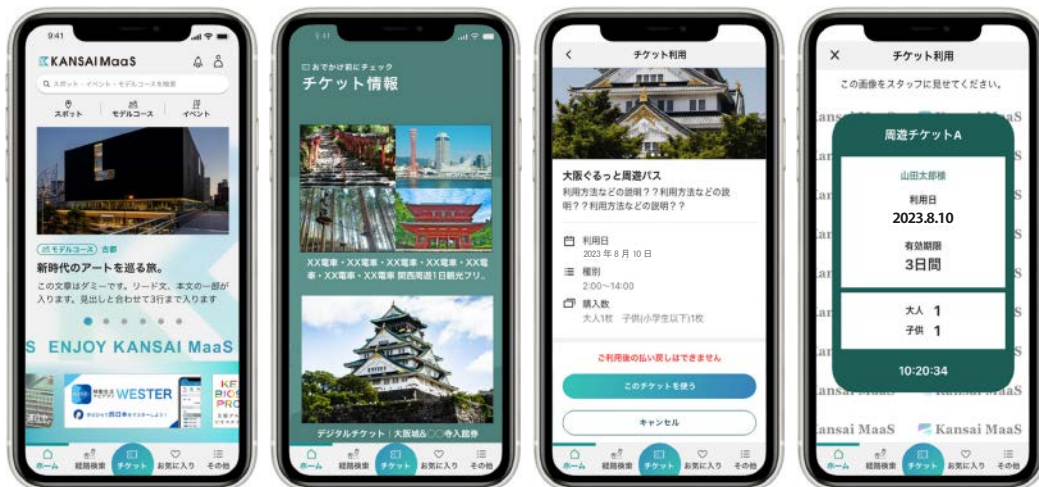 9:41
KANSAI MaaS
スポット・イベント・モデルコースを検索
スポット
モデルコース
イベント
モデルコース 古都
新時代のアートを巡る旅。
この文章はダミーです。リード文、本文の一部が
入ります。見出しと合わせて3行まで入ります
S ENJOY KANSAI MaaS
WESTER
ホーム 経路検索 チケット お気に入り その他
9:41
おでかけ前にチェック
チケット情報
XX電車・XX電車・XX電車・XX電車・XX電
車・XX電車・XX電車 関西周遊1日観光フリ..
デジタルチケット｜大阪城&〇〇寺入館券
ホーム 経路検索 チケット お気に入り その他
チケット利用
大阪ぐるっと周遊パス
利用方法などの説明？？利用方法などの説
明？？利用方法などの説明？？
利用日
2023 年 8 月 10 日
種別
2:00〜14:00
購入数
大人1枚 子供(小学生以下)1枚
ご利用後の払い戻しはできません
このチケットを使う
キャンセル
ホーム 経路検索 チケット お気に入り その他
チケット利用
この画像をスタッフに見せてください。
周遊チケットA
山田太郎様
利用日
2023.8.10
有効期限
3日間
大人 1
子供 1
10:20:34
Kansai MaaS
ホーム 経路検索 チケット お気に入り その他